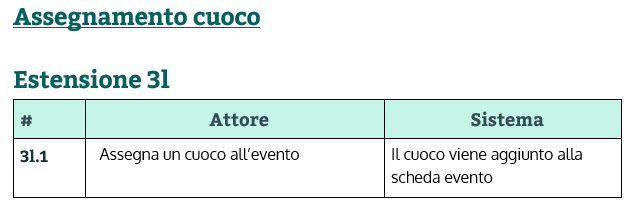 Assegnamento cuoco
Estensione 3l
# Attore Sistema
3l.1 Assegna un cuoco all'evento Il cuoco viene aggiunto alla
scheda evento